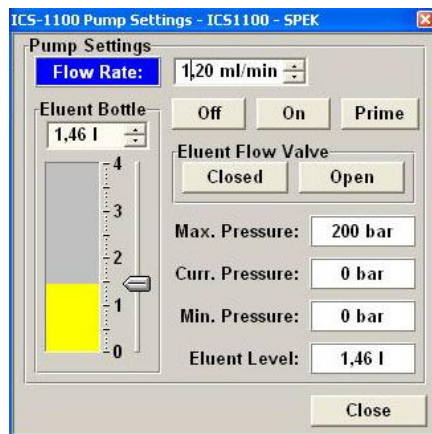 ICS-1100 Pump Settings - ICS1100 - SPEK
Pump Settings
Flow Rate: 1,20 ml/min
Eluent Bottle
1,46 l
Off On Prime
Eluent Flow Valve
Closed Open
4
3
2
1
0
Max. Pressure: 200 bar
Curr. Pressure: 0 bar
Min. Pressure: 0 bar
Eluent Level: 1,46 l
Close